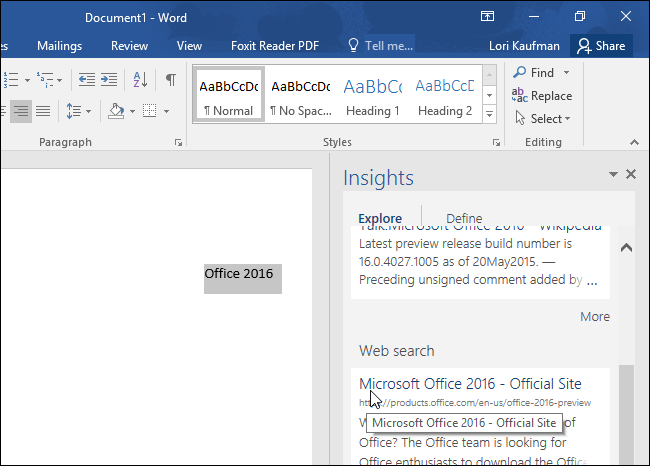 Document1 - Word
Mailings Review View Foxit Reader PDF Tell me... Lori Kaufman Share
AaBbCcDc AaBbCcDc AaBbCc AaBbCcD
¶ Normal ¶ No Spac... Heading 1 Heading 2
Find
Replace
Select
Paragraph Styles Editing
Insights
Explore Define
Talk:Microsoft Office 2016 - Wikipedia
Latest preview release build number is
16.0.4027.1005 as of 20May2015. —
Preceding unsigned comment added by ...
More
Web search
Microsoft Office 2016 - Official Site
https://products.office.com/en-us/office-2016-preview
Microsoft Office 2016 - Official Site
of
Office? The Office team is looking for
Office enthusiasts to download the Office
Office 2016